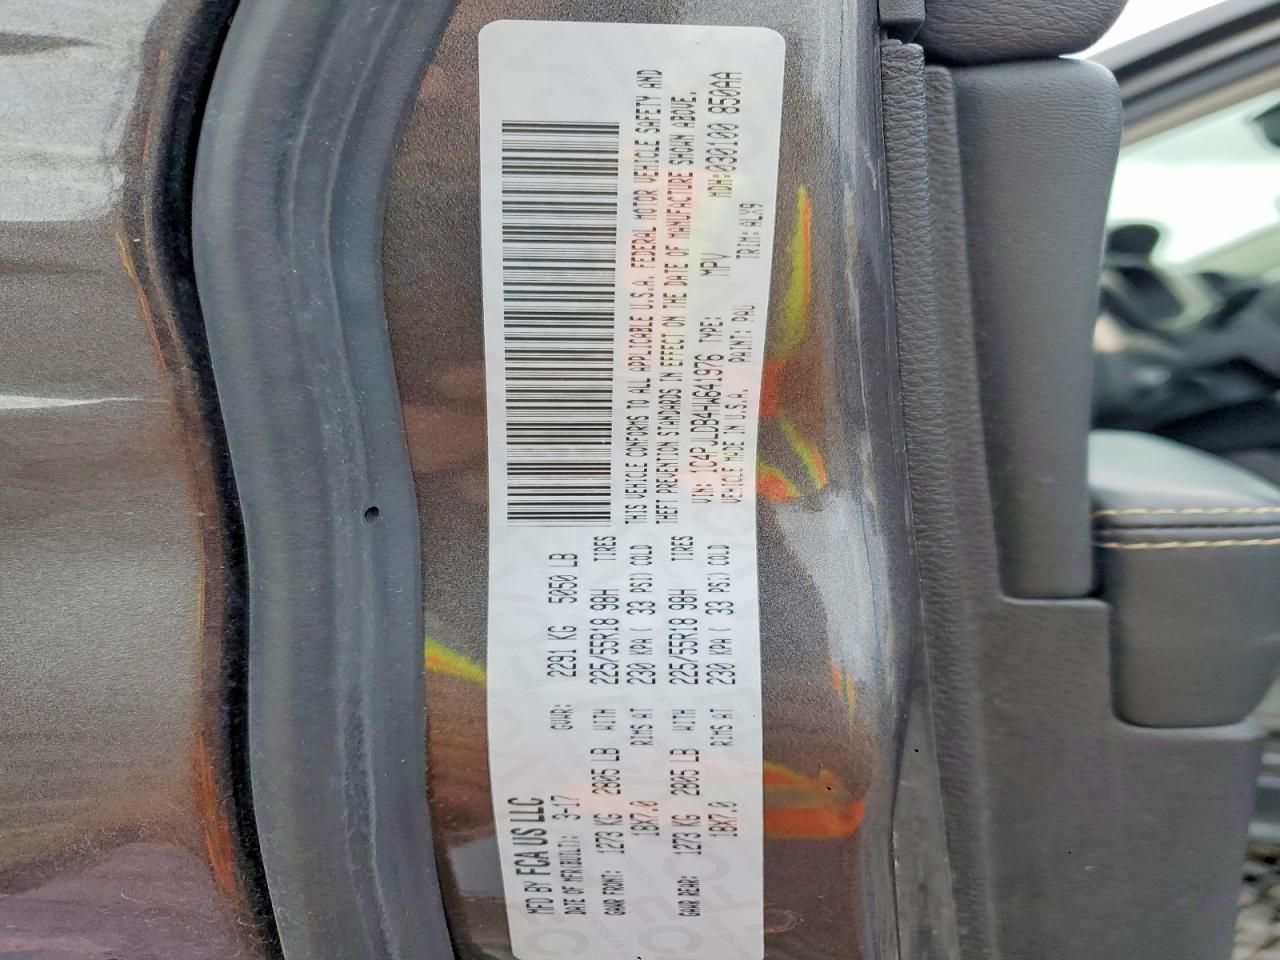 MFD BY FCA US LLC
DATE OF MFR(BUILT): 3-17 GVWR: 2291 KG 5050 LB
GAWR FRONT: 1273 KG 2805 LB WITH 225/55R18 98H TIRES
18X7.0 RIMS AT 230 KPA ( 33 PSI) COLD
GAWR REAR: 1273 KG 2805 LB WITH 225/55R18 98H TIRES
18X7.0 RIMS AT 230 KPA ( 33 PSI) COLD
THIS VEHICLE CONFORMS TO ALL APPLICABLE U.S.A. FEDERAL MOTOR VEHICLE SAFETY AND
THEFT PREVENTION STANDARDS IN EFFECT ON THE DATE OF MANUFACTURE SHOWN ABOVE.
VIN: 1C4PJLDB4HW641976 TYPE: MPV MDH:030100 850AA
VEHICLE MADE IN U.S.A. PAINT: PAU TRIM: ALX9